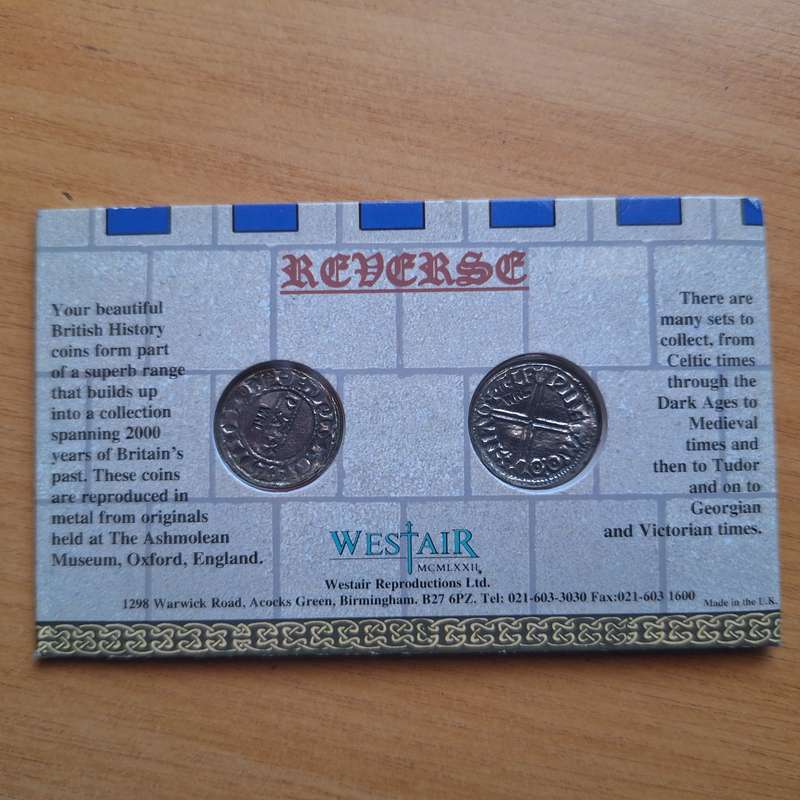 REVERSE
Your beautiful
British History
coins form part
of a superb range
that builds up
into a collection
spanning 2000
years of Britain's
past. These coins
are reproduced in
metal from originals
held at The Ashmolean
Museum, Oxford, England.
There are
many sets to
collect, from
Celtic times
through the
Dark Ages to
Medieval
times and
then to Tudor
and on to
Georgian
and Victorian times.
WESTAIR
MCMLXXII
Westair Reproductions Ltd.
1298 Warwick Road, Acocks Green, Birmingham. B27 6PZ. Tel: 021-603-3030 Fax:021-603 1600
Made in the U.K.